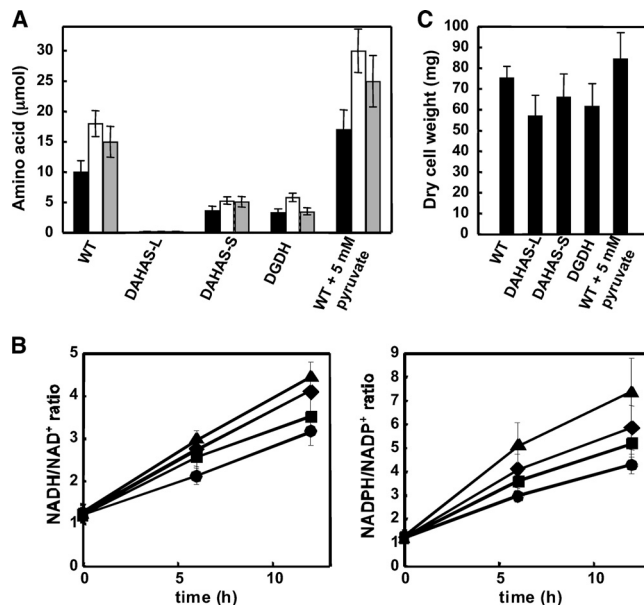 A
Amino acid (μmol)
30
25
20
15
10
5
0
WT
ΔAHAS-L
ΔAHAS-S
ΔGDH
WT + 5 mM
pyruvate
C
Dry cell weight (mg)
100
90
80
70
60
50
40
30
20
10
0
WT
DAHAS-L
DAHAS-S
DGDH
WT + 5 mM
pyruvate
B
NADH/NAD⁺ ratio
5
4
3
2
1
0
0
5
10
time (h)
NADPH/NADP⁺ ratio
9
8
7
6
5
4
3
2
1
0
0
5
10
time (h)